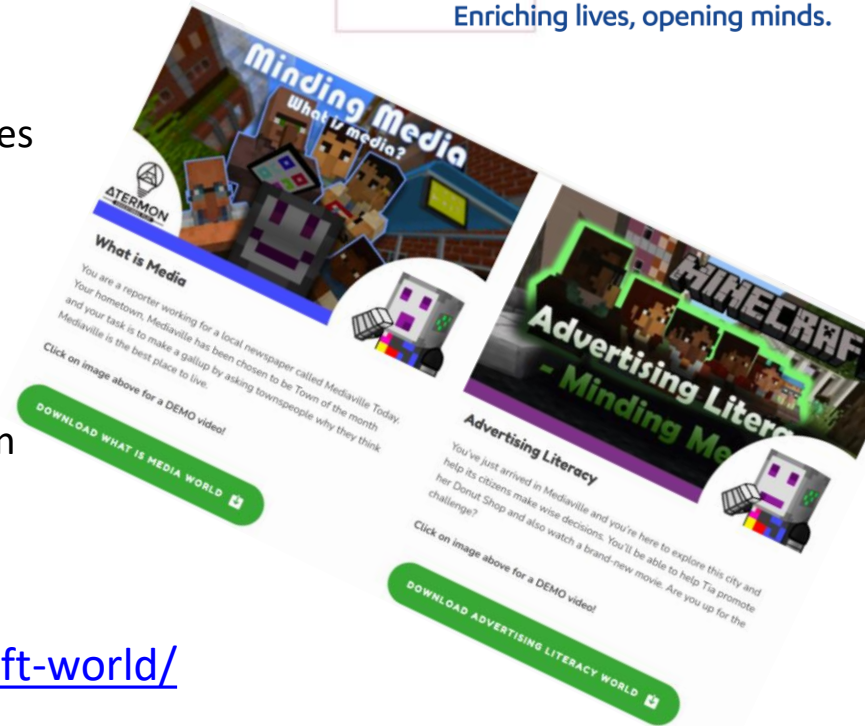 Enriching lives, opening minds.
es
n
ft-world/
Minding Media
What is media?
ATERMON
What is Media
You are a reporter working for a local newspaper called Mediaville Today.
Your hometown, Mediaville has been chosen to be Town of the month
and your task is to make a gallup by asking townspeople why they think
Mediaville is the best place to live.
Click on image above for a DEMO video!
DOWNLOAD WHAT IS MEDIA WORLD
MINECRAF
Advertising Litera
- Minding Me
Advertising Literacy
You've just arrived in Mediaville and you're here to explore this city and
help its citizens make wise decisions. You'll be able to help Tia promote
her Donut Shop and also watch a brand-new movie. Are you up for the
challenge?
Click on image above for a DEMO video!
DOWNLOAD ADVERTISING LITERACY WORLD